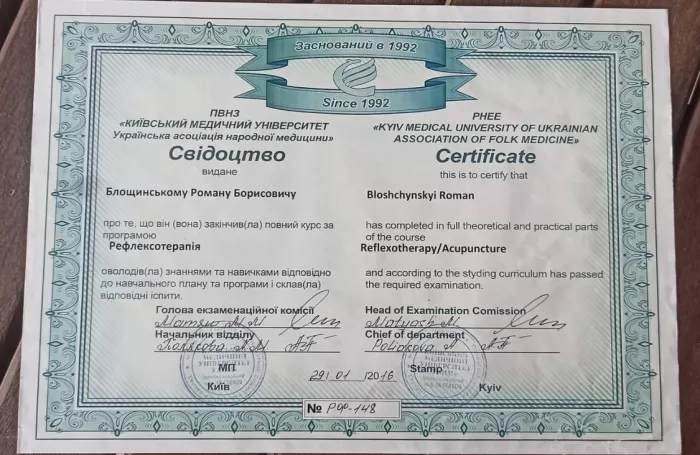 Заснований в 1992
Since 1992
ПВНЗ
«КИЇВСЬКИЙ МЕДИЧНИЙ УНІВЕРСИТЕТ
Українська асоціація народної медицини»
Свідоцтво
видане
Блощинському Роману Борисовичу
про те, що він (вона) закінчив(ла) повний курс за
програмою
Рефлексотерапія
оволодів(ла) знаннями та навичками відповідно
до навчального плану та програми і склав(ла)
відповідні іспити.
Голова екзаменаційної комісії
Начальник відділу
МП
Київ
PHEE
«KYIV MEDICAL UNIVERSITY OF UKRAINIAN
ASSOCIATION OF FOLK MEDICINE»
Certificate
this is to certify that
Bloshchynskyi Roman
has completed in full theoretical and practical parts
of the course
Reflexotherapy/Acupuncture
and according to the styding curriculum has passed
the required examination.
Head of Examination Comission
Matyash M.
Chief of department
Poliakova A
Stamp
Kyiv
29/01/2016
№ РФ-148